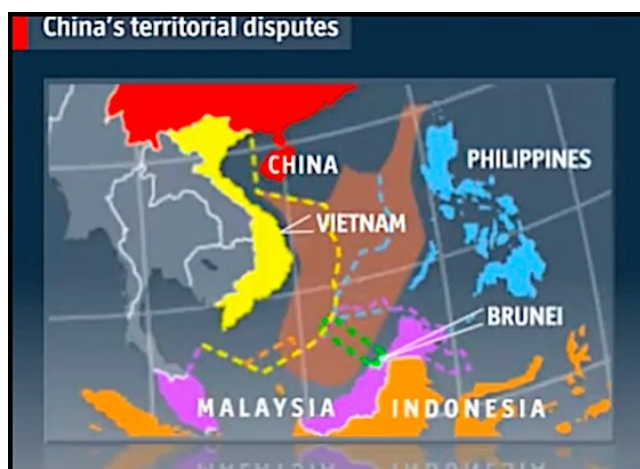 China's territorial disputes
CHINA
PHILIPPINES
VIETNAM
BRUNEI
MALAYSIA
INDONESIA